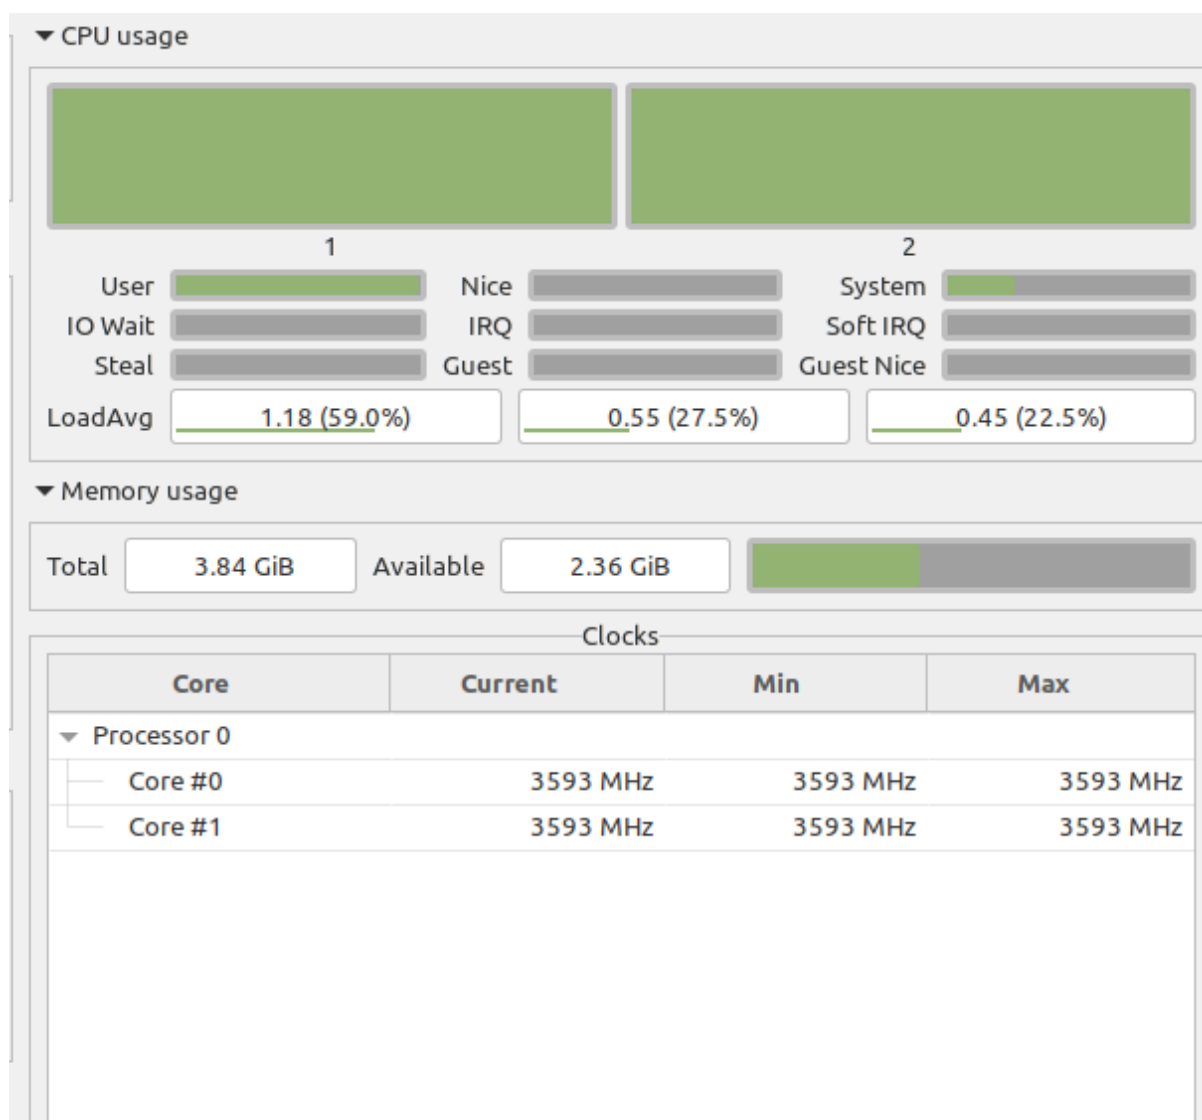 CPU usage
1 2
User Nice System
IO Wait IRQ Soft IRQ
Steal Guest Guest Nice
LoadAvg 1.18 (59.0%) 0.55 (27.5%) 0.45 (22.5%)
Memory usage
Total 3.84 GiB Available 2.36 GiB
Clocks
Core Current Min Max
Processor 0
Core #0 3593 MHz 3593 MHz 3593 MHz
Core #1 3593 MHz 3593 MHz 3593 MHz